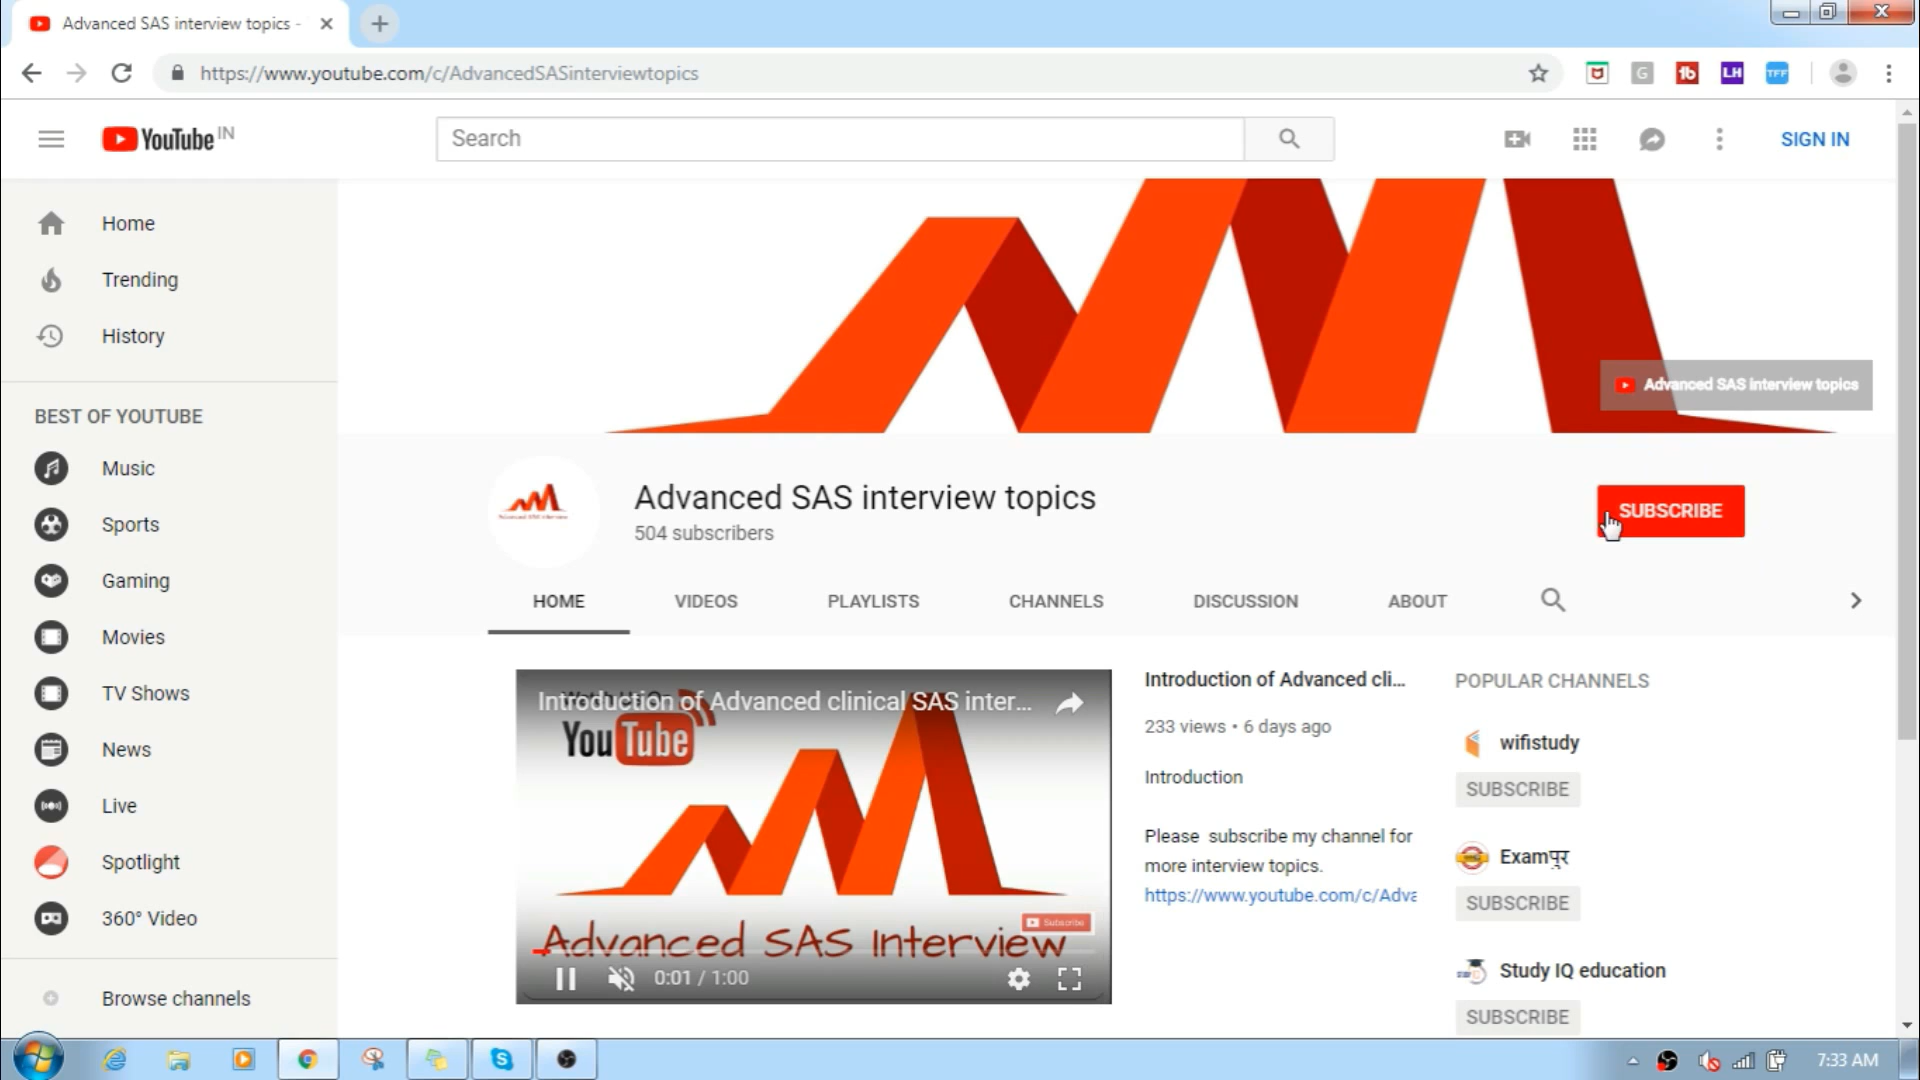 Advanced SAS interview topics -
https://www.youtube.com/c/AdvancedSASinterviewtopics
G
tb
LH
TFF
YouTube IN
Search
SIGN IN
Home
Trending
History
BEST OF YOUTUBE
Music
Sports
Gaming
Movies
TV Shows
News
Live
Spotlight
360° Video
Browse channels
Advanced SAS interview topics
Advanced SAS interview topics
504 subscribers
SUBSCRIBE
HOME
VIDEOS
PLAYLISTS
CHANNELS
DISCUSSION
ABOUT
Introduction of Advanced clinical SAS inter...
YouTube
Subscribe
Advanced SAS Interview
0:01 / 1:00
Introduction of Advanced cli...
233 views • 6 days ago
Introduction
Please subscribe my channel for
more interview topics.
https://www.youtube.com/c/Adva
POPULAR CHANNELS
wifistudy
SUBSCRIBE
Examपुर
SUBSCRIBE
Study IQ education
SUBSCRIBE
7:33 AM